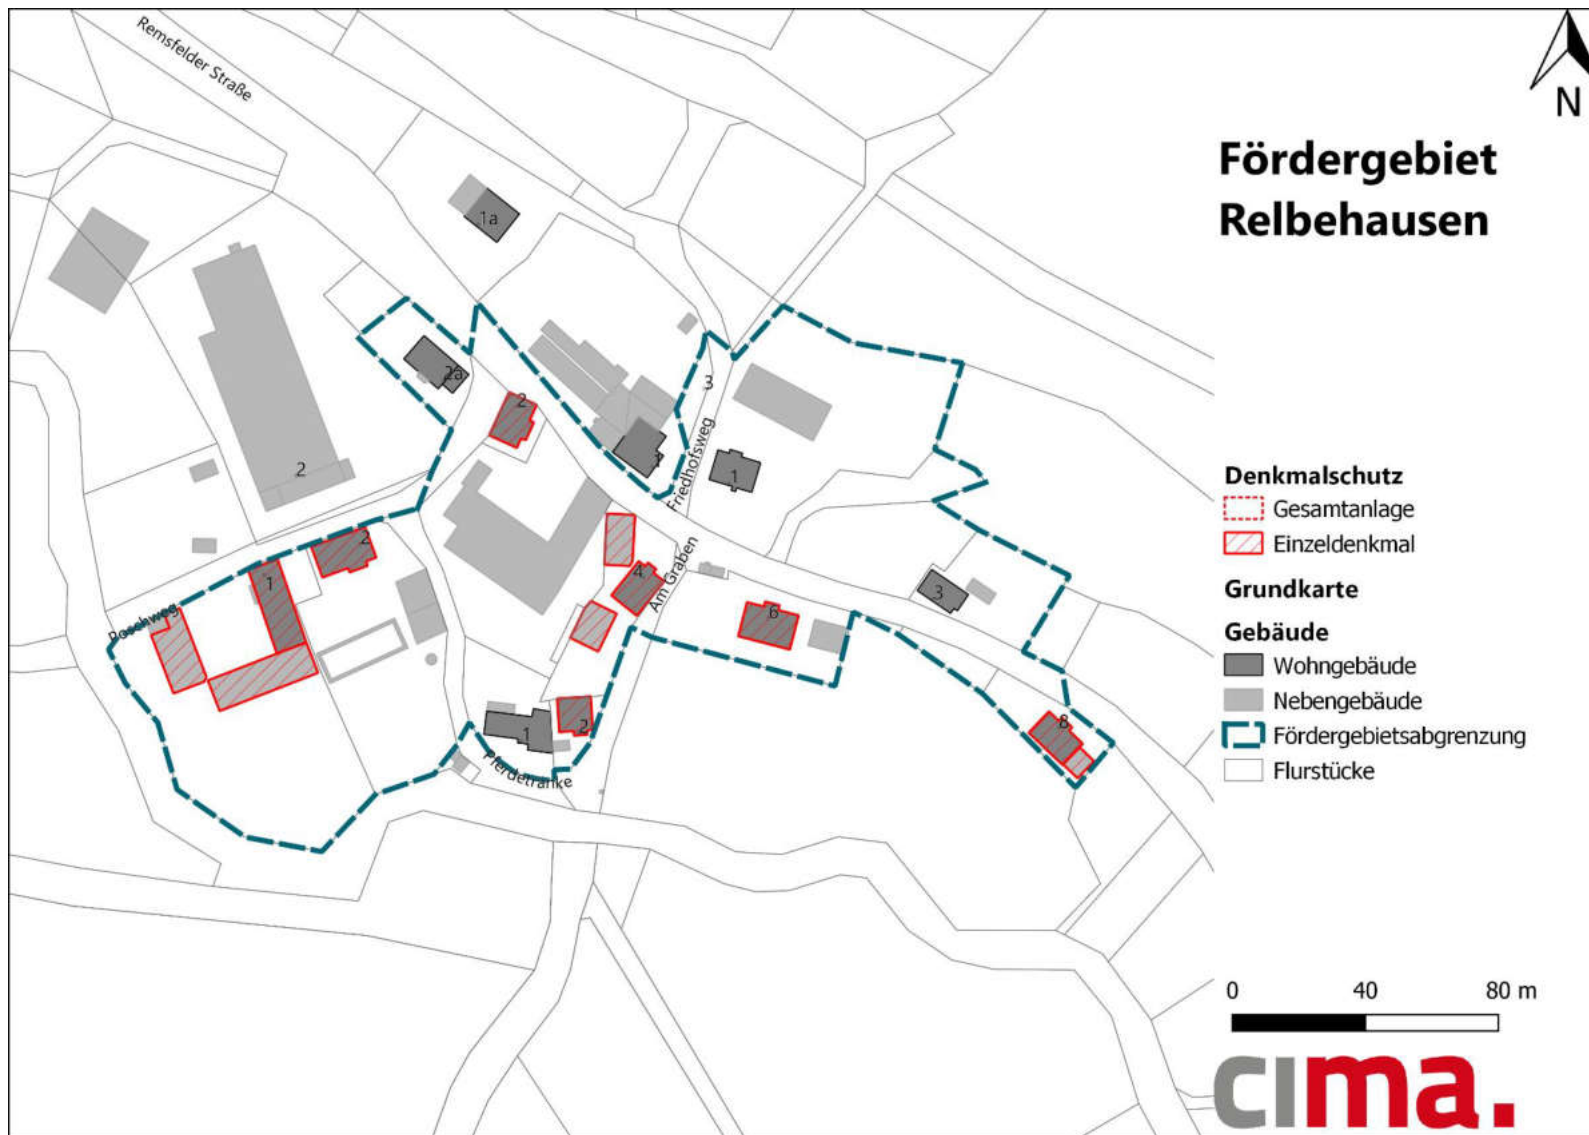 Remsfelder Straße
N
Fördergebiet
Relbehausen
1a
2a
2
3
1
1
2
Friedhofsweg
Denkmalschutz
Gesamtanlage
Einzeldenkmal
Grundkarte
Gebäude
Wohngebäude
Nebengebäude
Fördergebietsabgrenzung
Flurstücke
2
1
4
Am Graben
6
3
Poschweg
8
1
2
Pferdetränke
0 40 80 m
cima.